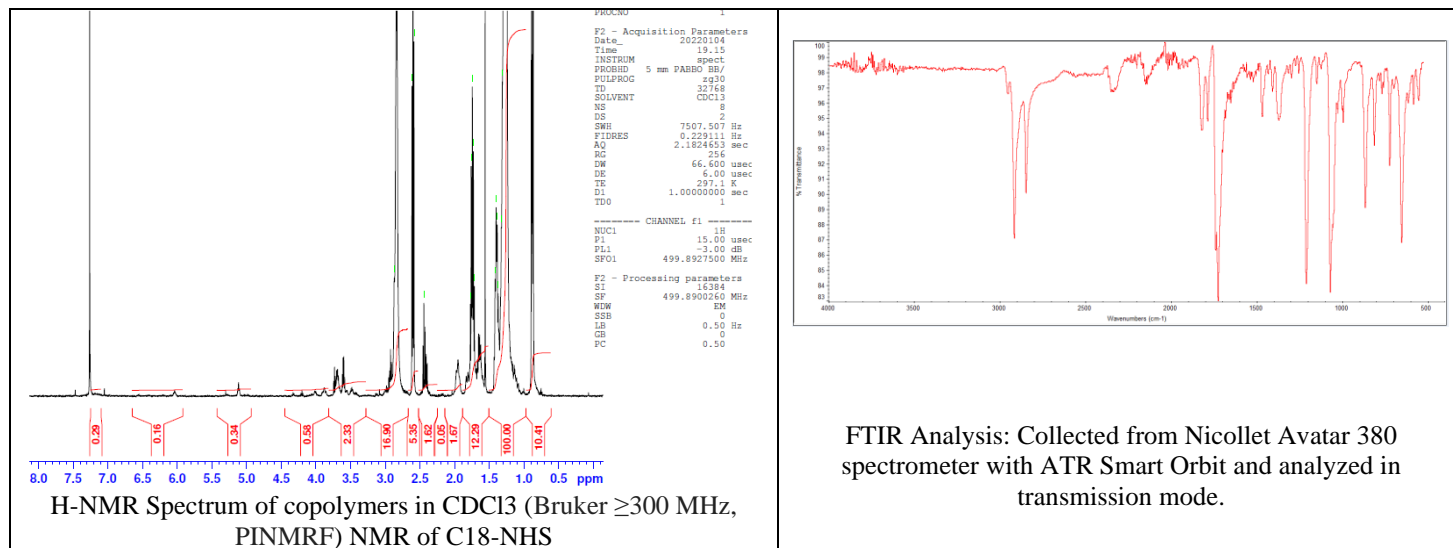 PROCNO 1
F2 - Acquisition Parameters
Date_ 20220104
Time 19.15
INSTRUM spect
PROBHD 5 mm PABBO BB/
PULPROG zg30
TD 32768
SOLVENT CDCl3
NS 8
DS 2
SWH 7507.507 Hz
FIDRES 0.229111 Hz
AQ 2.1824653 sec
RG 256
DW 66.600 usec
DE 6.00 usec
TE 297.1 K
D1 1.00000000 sec
TD0 1
======== CHANNEL f1 ========
NUC1 1H
P1 15.00 usec
PL1 -3.00 dB
SFO1 499.8927500 MHz
F2 - Processing parameters
SI 16384
SF 499.8900260 MHz
WDW EM
SSB 0
LB 0.50 Hz
GB 0
PC 0.50
0.29 0.16 0.34 0.58 2.33 16.90 5.35 1.62 0.05 1.67 12.29 100.00 10.41
8.0 7.5 7.0 6.5 6.0 5.5 5.0 4.5 4.0 3.5 3.0 2.5 2.0 1.5 1.0 0.5 ppm
H-NMR Spectrum of copolymers in CDCl3 (Bruker ≥300 MHz,
PINMRF) NMR of C18-NHS
100
98
96
95
94
93
92
91
90
89
88
87
86
85
84
83
% Transmittance
4000 3500 3000 2500 2000 1500 1000 500
Wavenumbers (cm-1)
FTIR Analysis: Collected from Nicollet Avatar 380
spectrometer with ATR Smart Orbit and analyzed in
transmission mode.